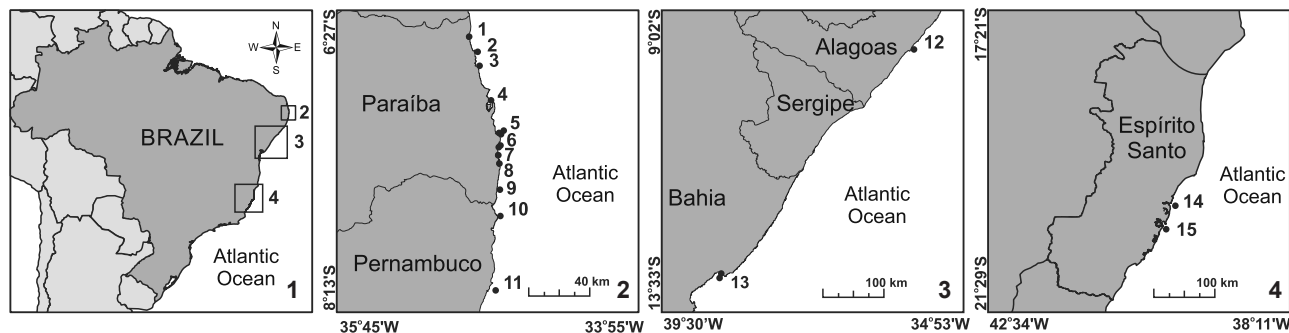 N
W E
S
BRAZIL
2
3
4
Atlantic
Ocean
1
6°27'S
8°13'S
35°45'W
33°55'W
1
2
3
4
5
6
7
8
9
10
11
Paraíba
Pernambuco
Atlantic
Ocean
40 km
2
9°02'S
13°33'S
39°30'W
34°53'W
12
Alagoas
Sergipe
Bahia
Atlantic
Ocean
13
100 km
3
17°21'S
21°29'S
42°34'W
38°11'W
Espírito
Santo
Atlantic
Ocean
14
15
100 km
4